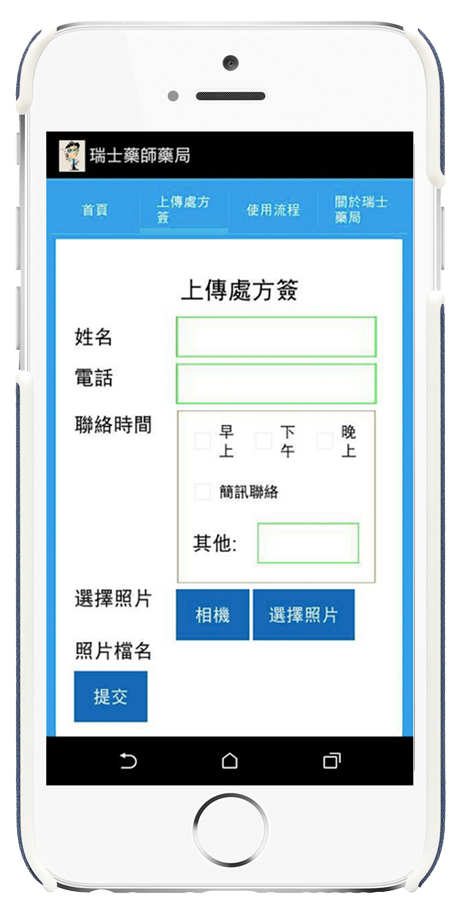 瑞士藥師藥局
首頁
上傳處方
簽
使用流程
關於瑞士
藥局
上傳處方簽
姓名
電話
聯絡時間
早
上
下
午
晚
上
簡訊聯絡
其他:
選擇照片
相機
選擇照片
照片檔名
提交